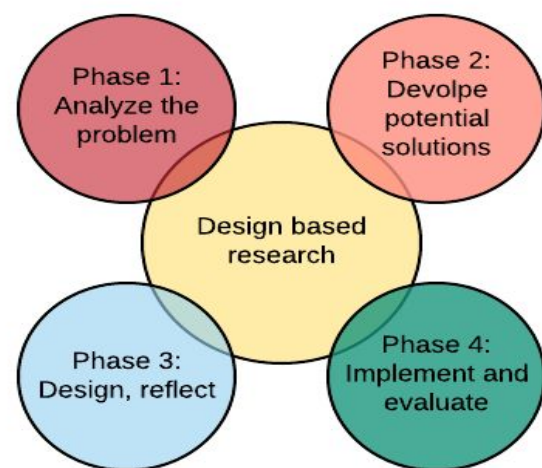 Phase 1:
Analyze the
problem
Phase 2:
Devolpe
potential
solutions
Design based
research
Phase 3:
Design, reflect
Phase 4:
Implement and
evaluate